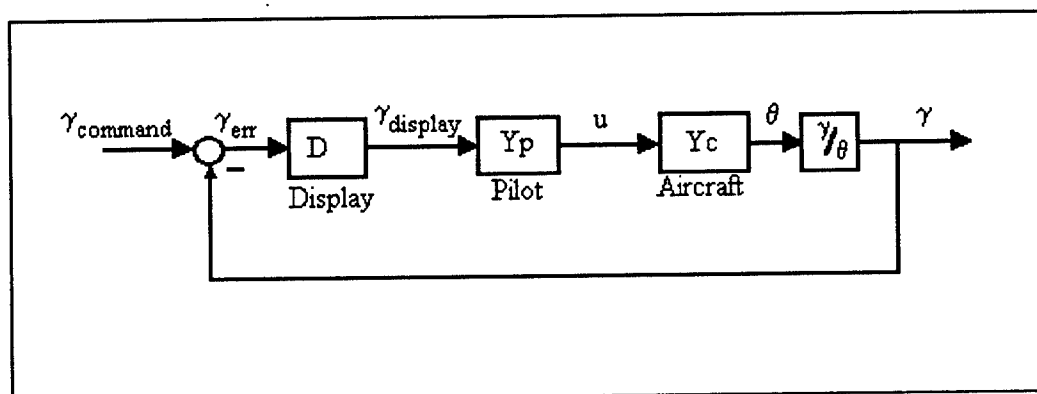 γcommand
γerr
D
Display
γdisplay
Yp
Pilot
u
Yc
Aircraft
θ
γ/θ
γ